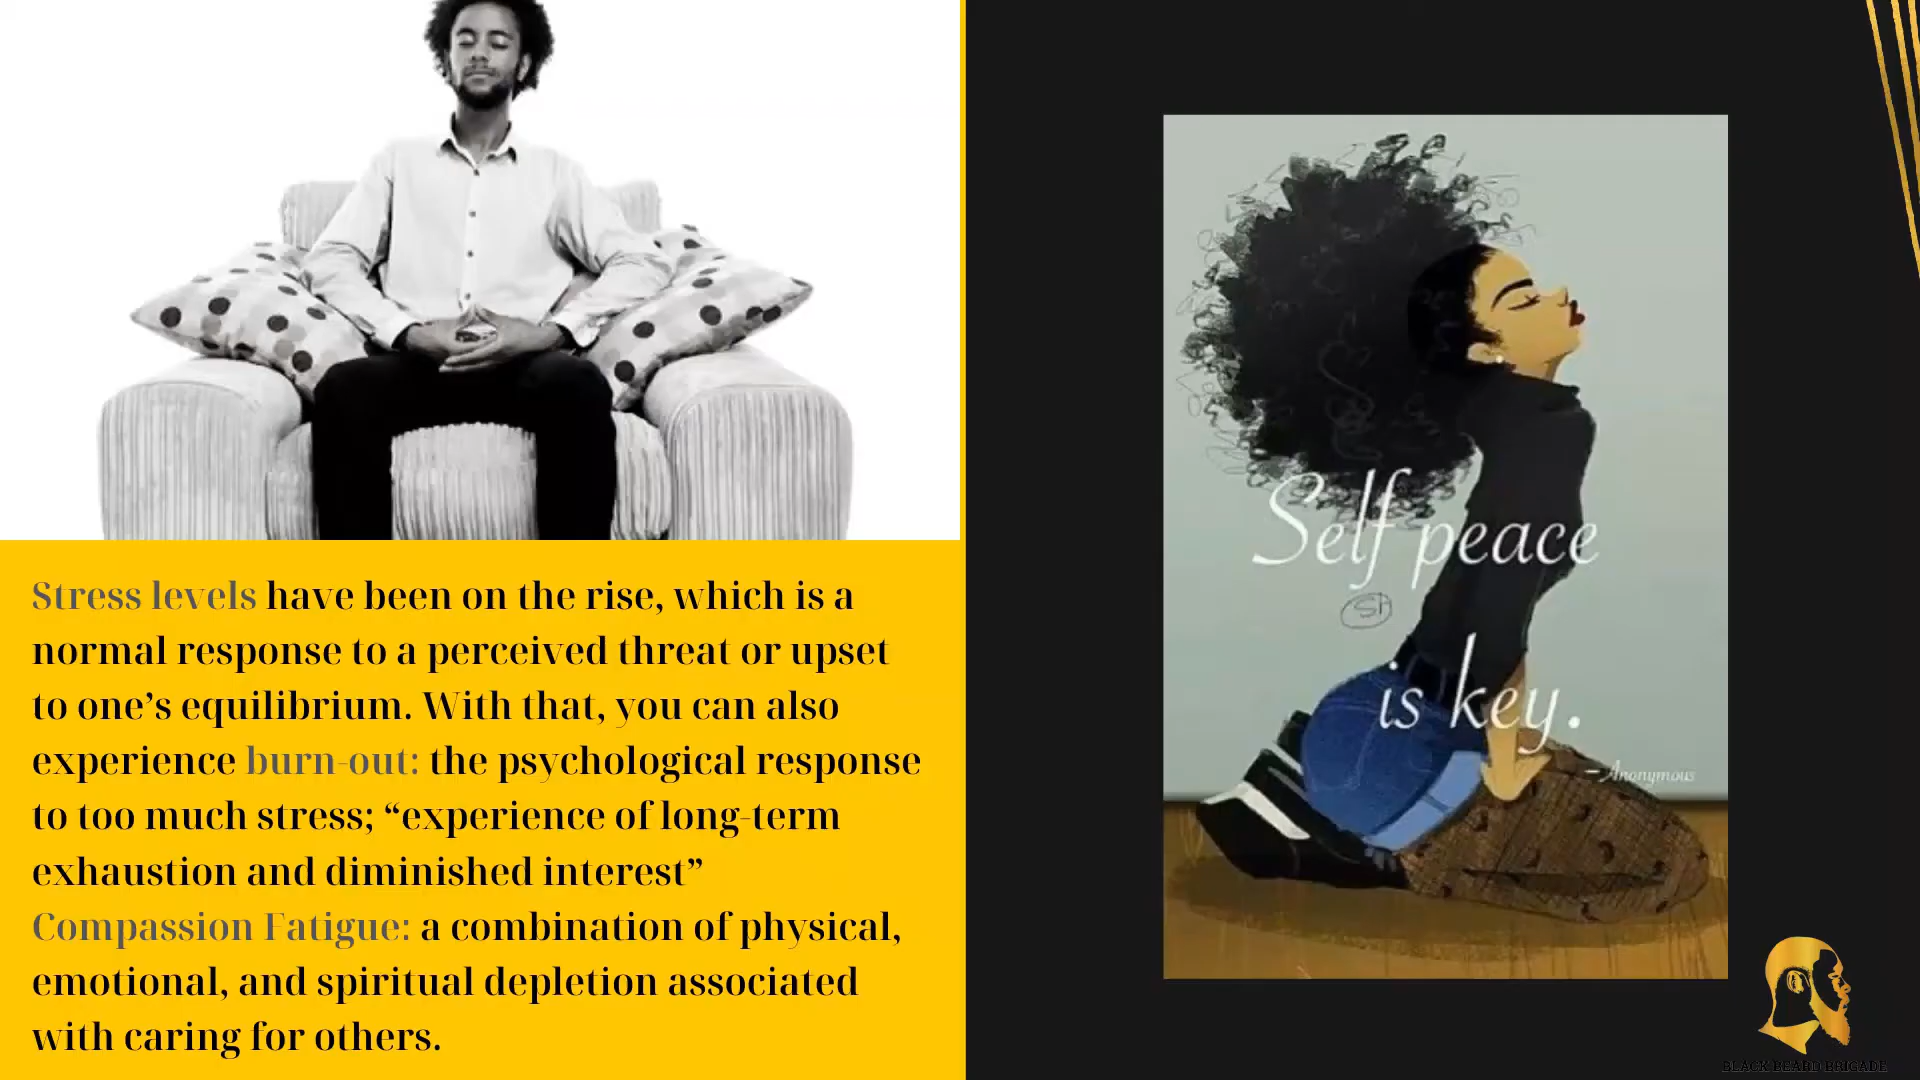 Stress levels have been on the rise, which is a
normal response to a perceived threat or upset
to one’s equilibrium. With that, you can also
experience burn-out: the psychological response
to too much stress; “experience of long-term
exhaustion and diminished interest”
Compassion Fatigue: a combination of physical,
emotional, and spiritual depletion associated
with caring for others.
Self peace
is key.
- Anonymous
BLACK BEARD BRIGADE